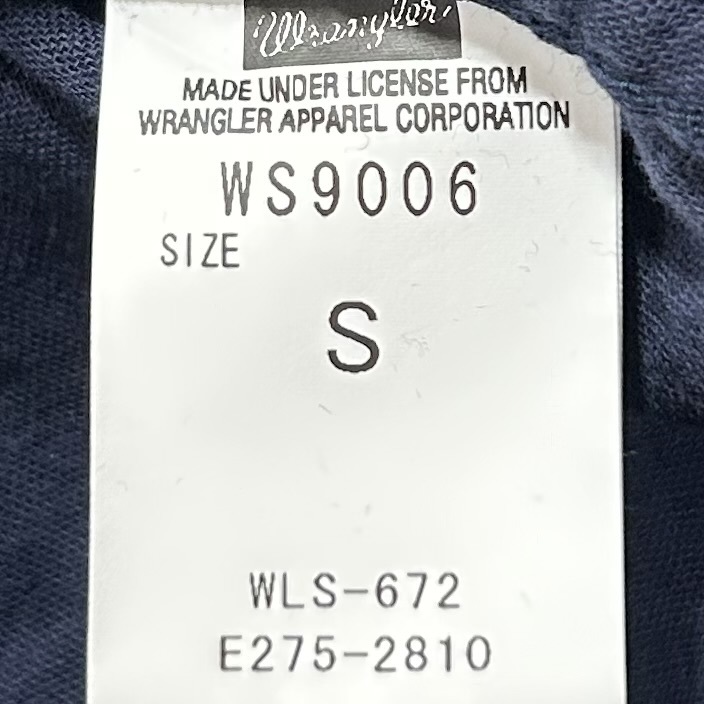 Wrangler
MADE UNDER LICENSE FROM
WRANGLER APPAREL CORPORATION
WS9006
SIZE
S
WLS-672
E275-2810